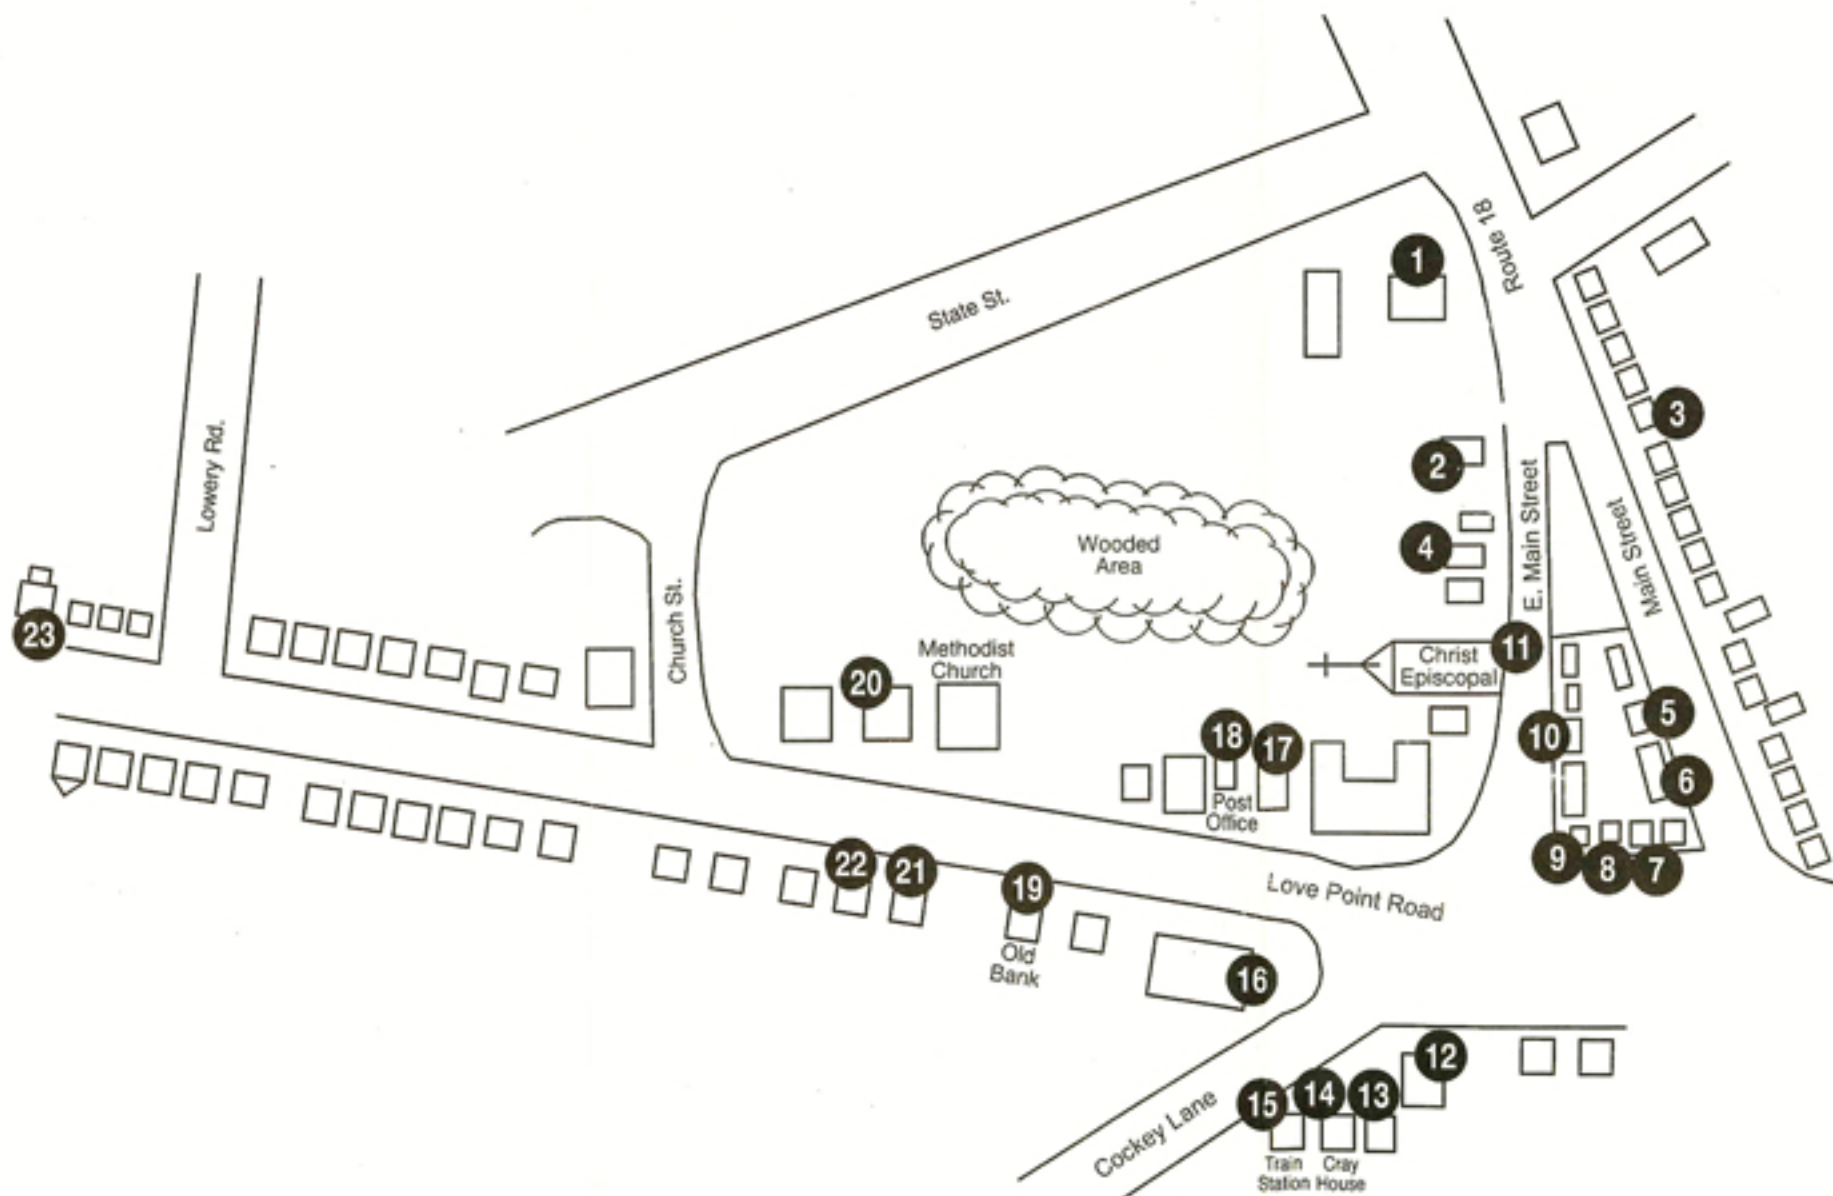 Route 18
1
State St.
3
2
Lowery Rd.
E. Main Street
Main Street
4
Wooded
Area
Church St.
23
11
Methodist
Church
Christ
Episcopal
20
5
18
17
10
6
Post
Office
9
8
7
22
21
19
Love Point Road
Old
Bank
16
12
15
14
13
Cockey Lane
Train
Station
Cray
House